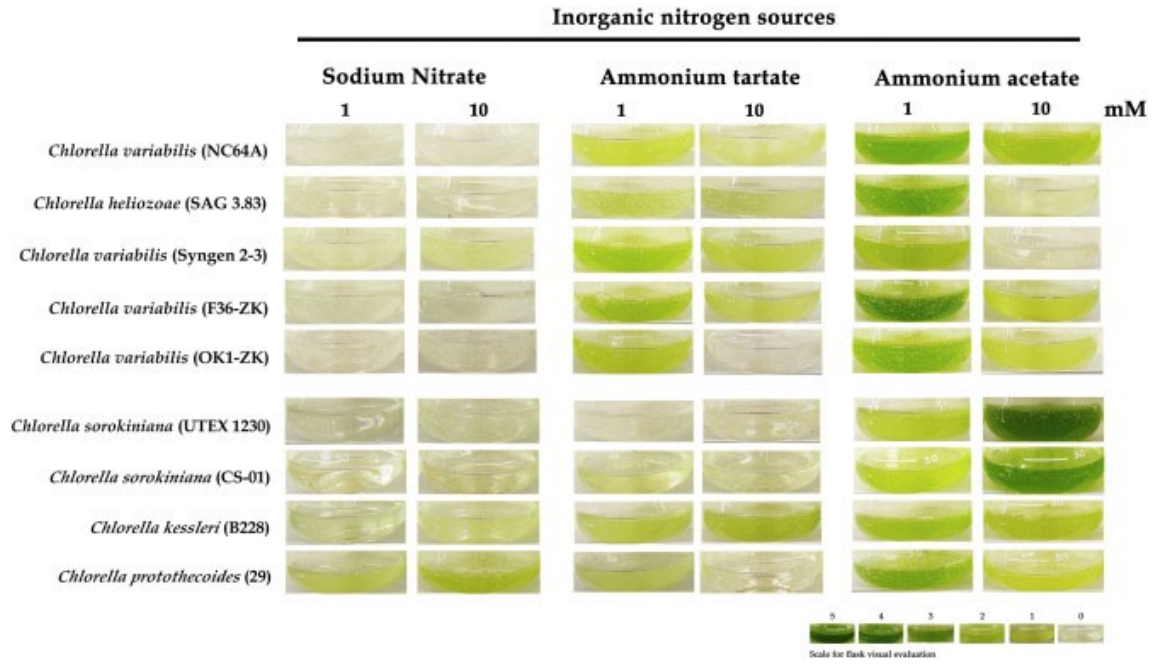 Inorganic nitrogen sources
Sodium Nitrate Ammonium tartate Ammonium acetate
1 10 1 10 1 10 mM
Chlorella variabilis (NC64A)
Chlorella heliozoae (SAG 3.83)
Chlorella variabilis (Syngen 2-3)
Chlorella variabilis (F36-ZK)
Chlorella variabilis (OK1-ZK)
Chlorella sorokiniana (UTEX 1230)
Chlorella sorokiniana (CS-01)
Chlorella kessleri (B228)
Chlorella protothecoides (29)
5 4 3 2 1 0
Scale for flask visual evaluation